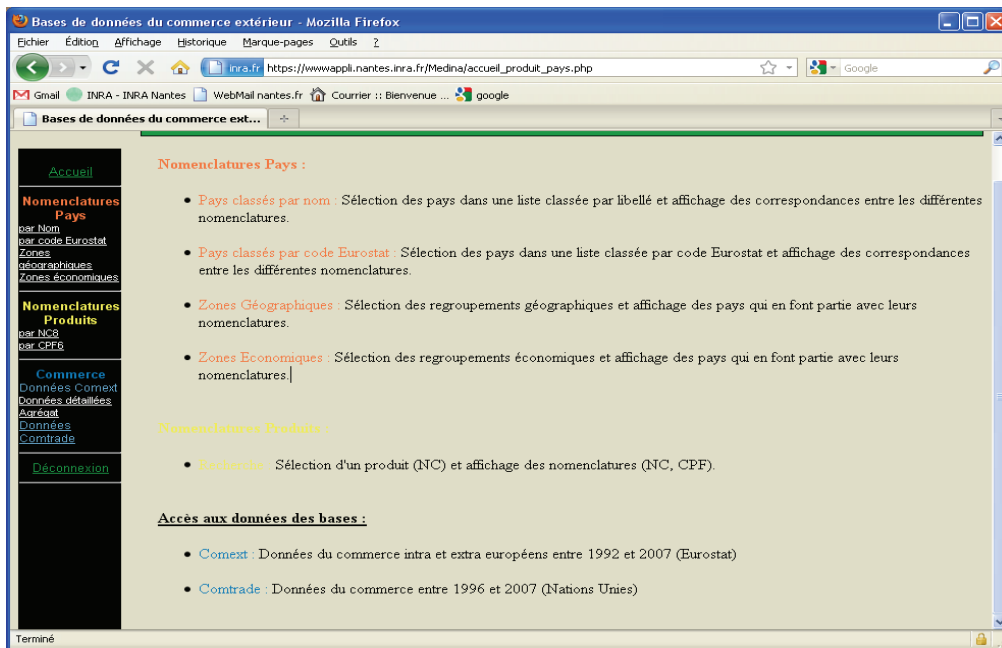 Bases de données du commerce extérieur - Mozilla Firefox
Fichier Édition Affichage Historique Marque-pages Outils ?
inra.fr https://wwwappli.nantes.inra.fr/Medina/accueil_produit_pays.php Google
Gmail INRA - INRA Nantes WebMail nantes.fr Courrier :: Bienvenue ... google
Bases de données du commerce ext...
Accueil
Nomenclatures
Pays
par Nom
par code Eurostat
Zones
géographiques
Zones économiques
Nomenclatures
Produits
par NC8
par CPF6
Commerce
Données Comext
Données détaillées
Agrégat
Données
Comtrade
Déconnexion
Nomenclatures Pays :
• Pays classés par nom : Sélection des pays dans une liste classée par libellé et affichage des correspondances entre les différentes
nomenclatures.
• Pays classés par code Eurostat : Sélection des pays dans une liste classée par code Eurostat et affichage des correspondances
entre les différentes nomenclatures.
• Zones Géographiques : Sélection des regroupements géographiques et affichage des pays qui en font partie avec leurs
nomenclatures.
• Zones Economiques : Sélection des regroupements économiques et affichage des pays qui en font partie avec leurs
nomenclatures.
Nomenclatures Produits :
• Recherche : Sélection d'un produit (NC) et affichage des nomenclatures (NC, CPF).
Accès aux données des bases :
• Comext : Données du commerce intra et extra européens entre 1992 et 2007 (Eurostat)
• Comtrade : Données du commerce entre 1996 et 2007 (Nations Unies)
Terminé